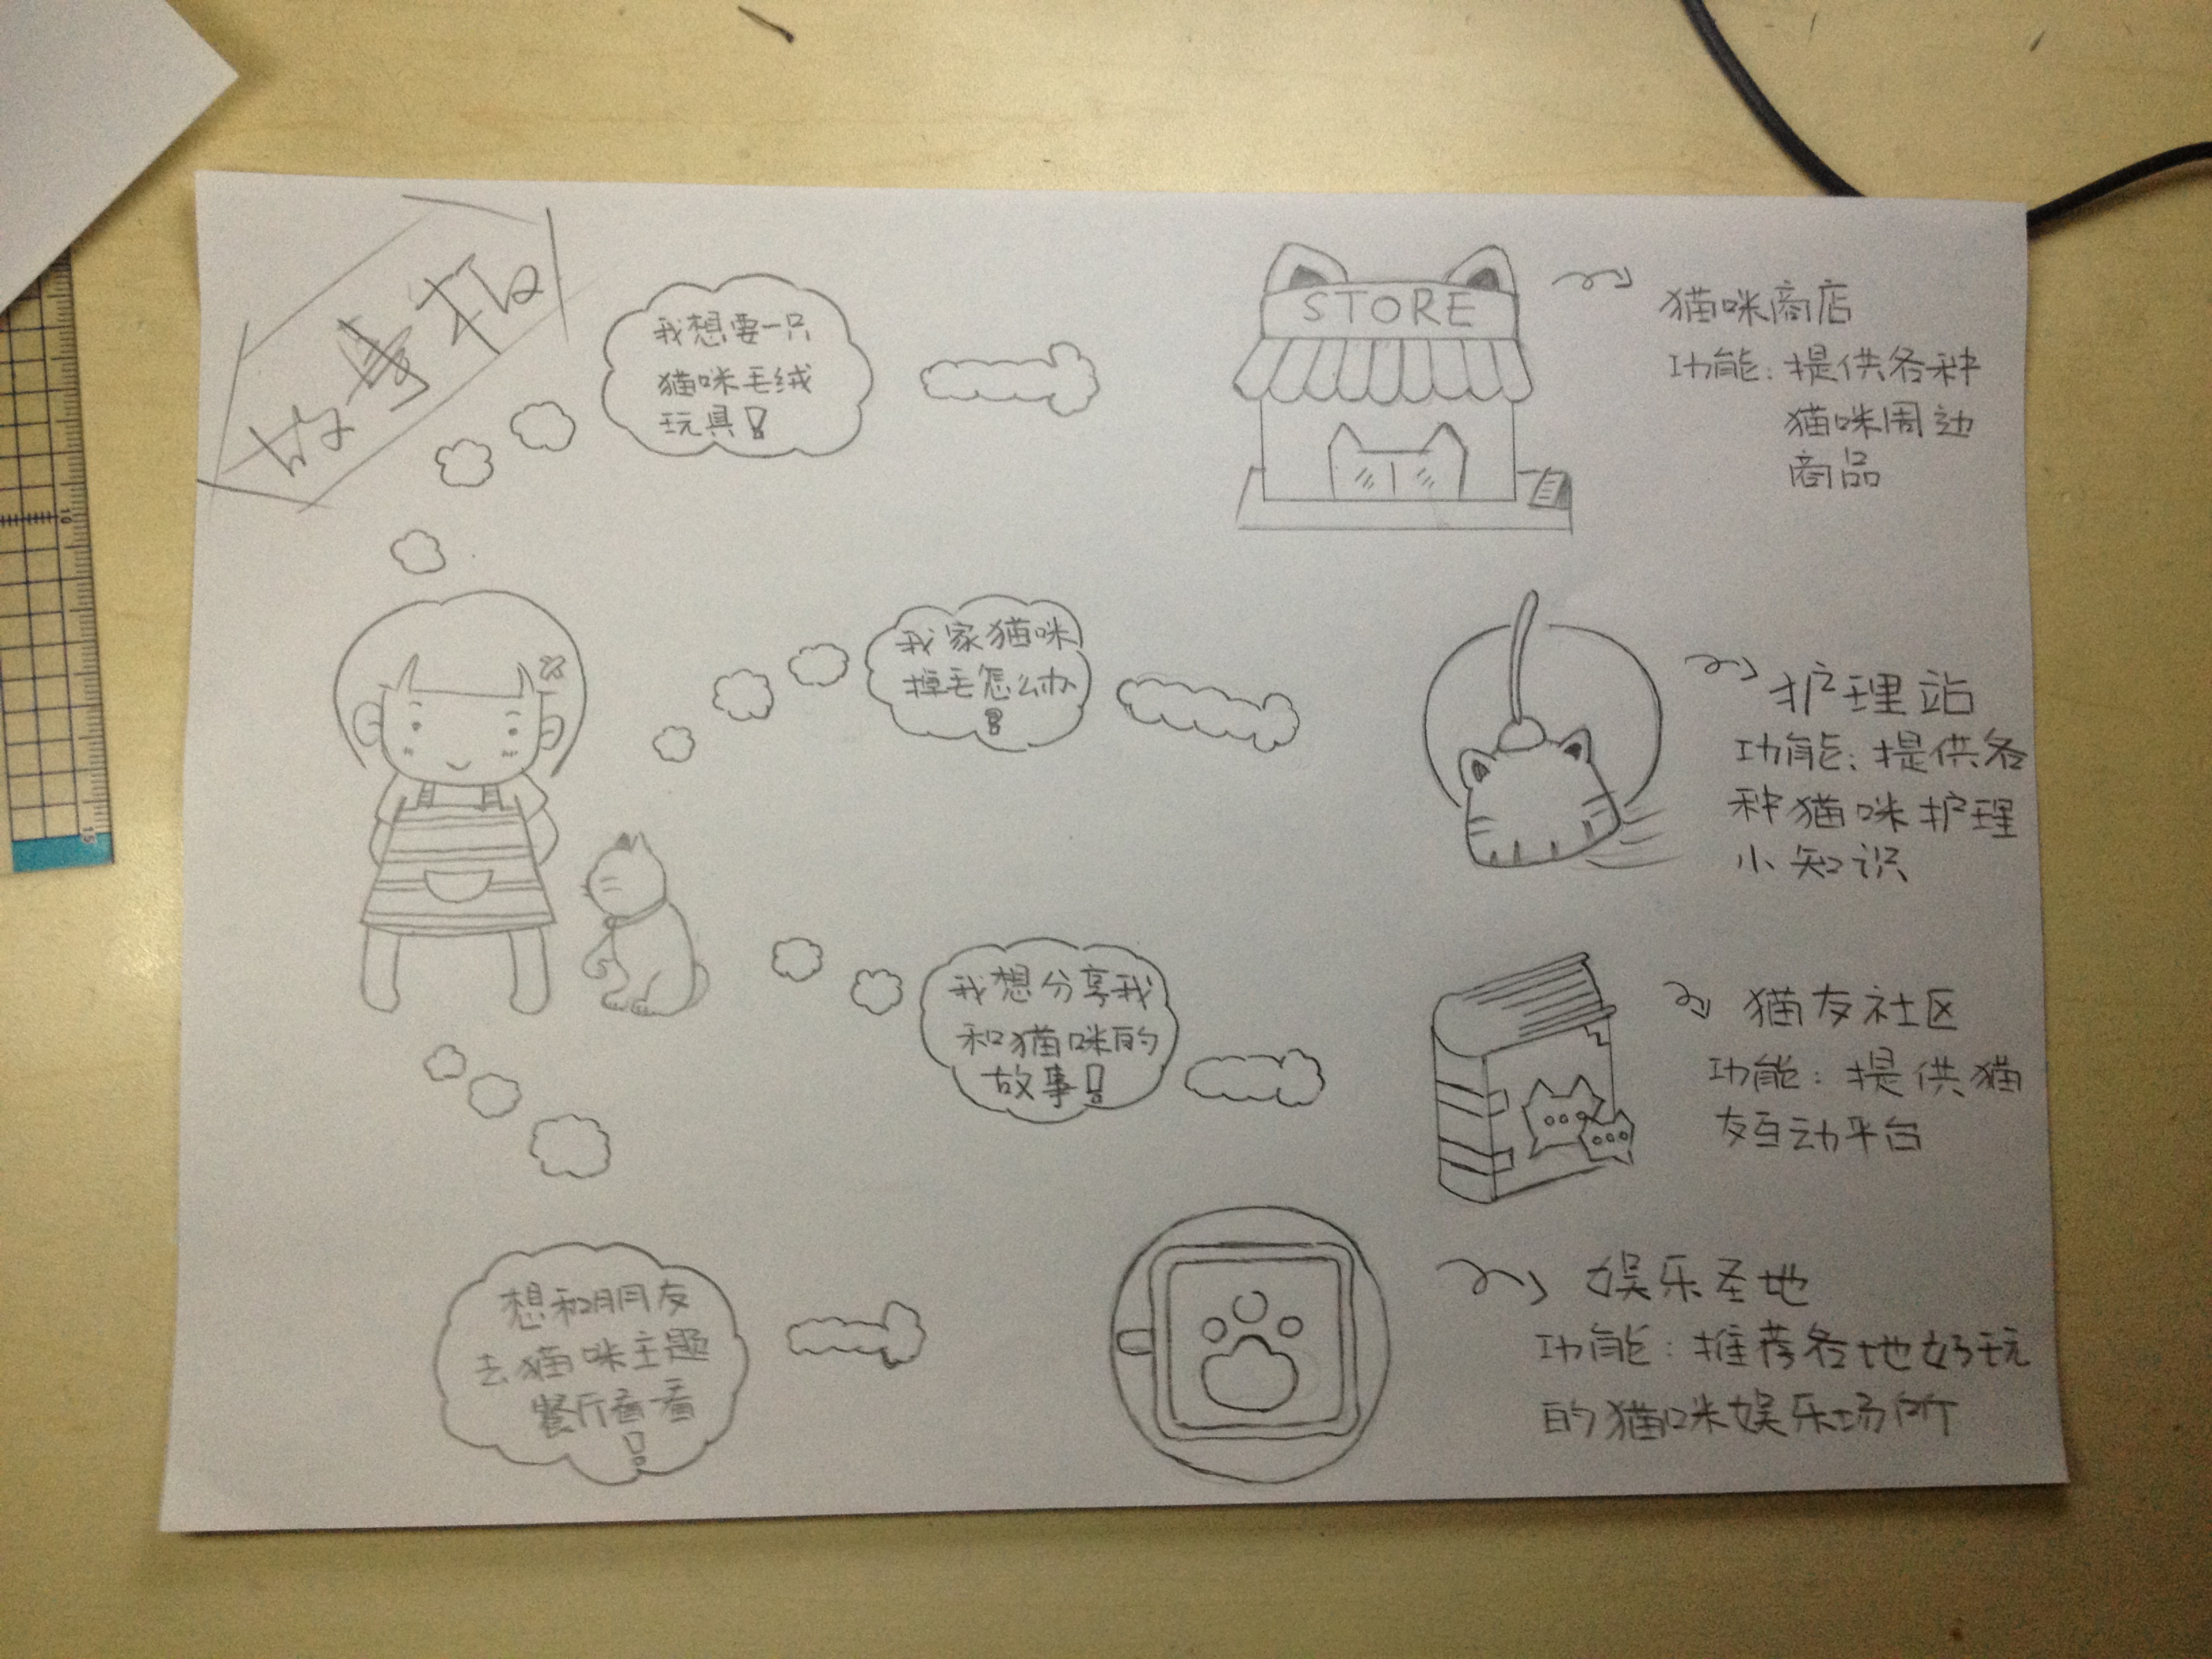 故事板
我想要一只
猫咪毛绒
玩具!
STORE
猫咪商店
功能:提供各种
猫咪周边
商品
我家猫咪
掉毛怎么办
护理站
功能:提供各
种猫咪护理
小知识
我想分享我
和猫咪的
故事!
猫友社区
功能:提供猫
友互动平台
想和朋友
去猫咪主题
餐厅看看
!
娱乐圣地
功能:推荐各地好玩
的猫咪娱乐场所
10
15